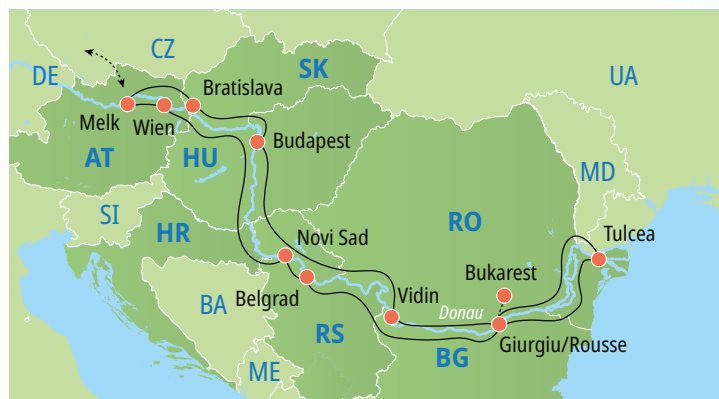 CZ
DE
SK
UA
Bratislava
Melk
Wien
Budapest
AT
HU
MD
SI
HR
RO
Novi Sad
Tulcea
Bukarest
BA
Belgrad
Vidin
Donau
RS
Giurgiu/Rousse
BG
ME